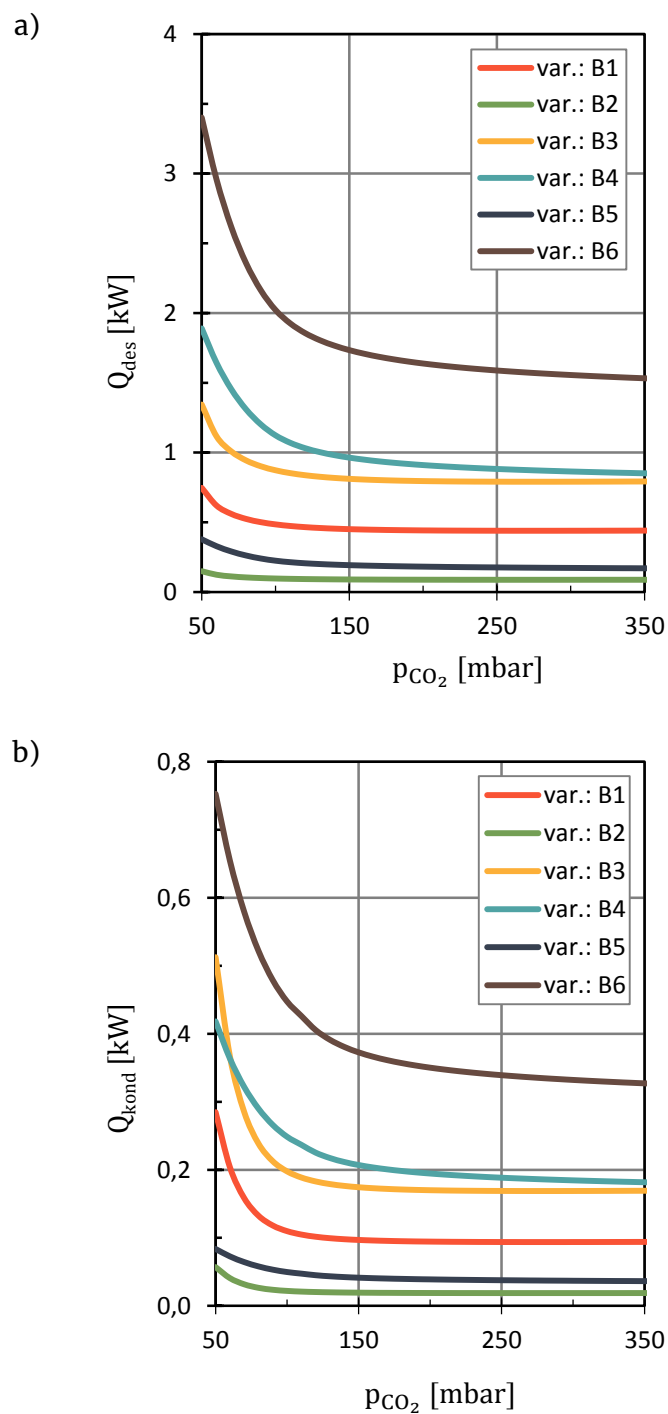 a)
4
3
2
1
0
Q_des [kW]
var.: B1
var.: B2
var.: B3
var.: B4
var.: B5
var.: B6
50 150 250 350
p_CO₂ [mbar]
b)
0,8
0,6
0,4
0,2
0,0
Q_kond [kW]
var.: B1
var.: B2
var.: B3
var.: B4
var.: B5
var.: B6
50 150 250 350
p_CO₂ [mbar]